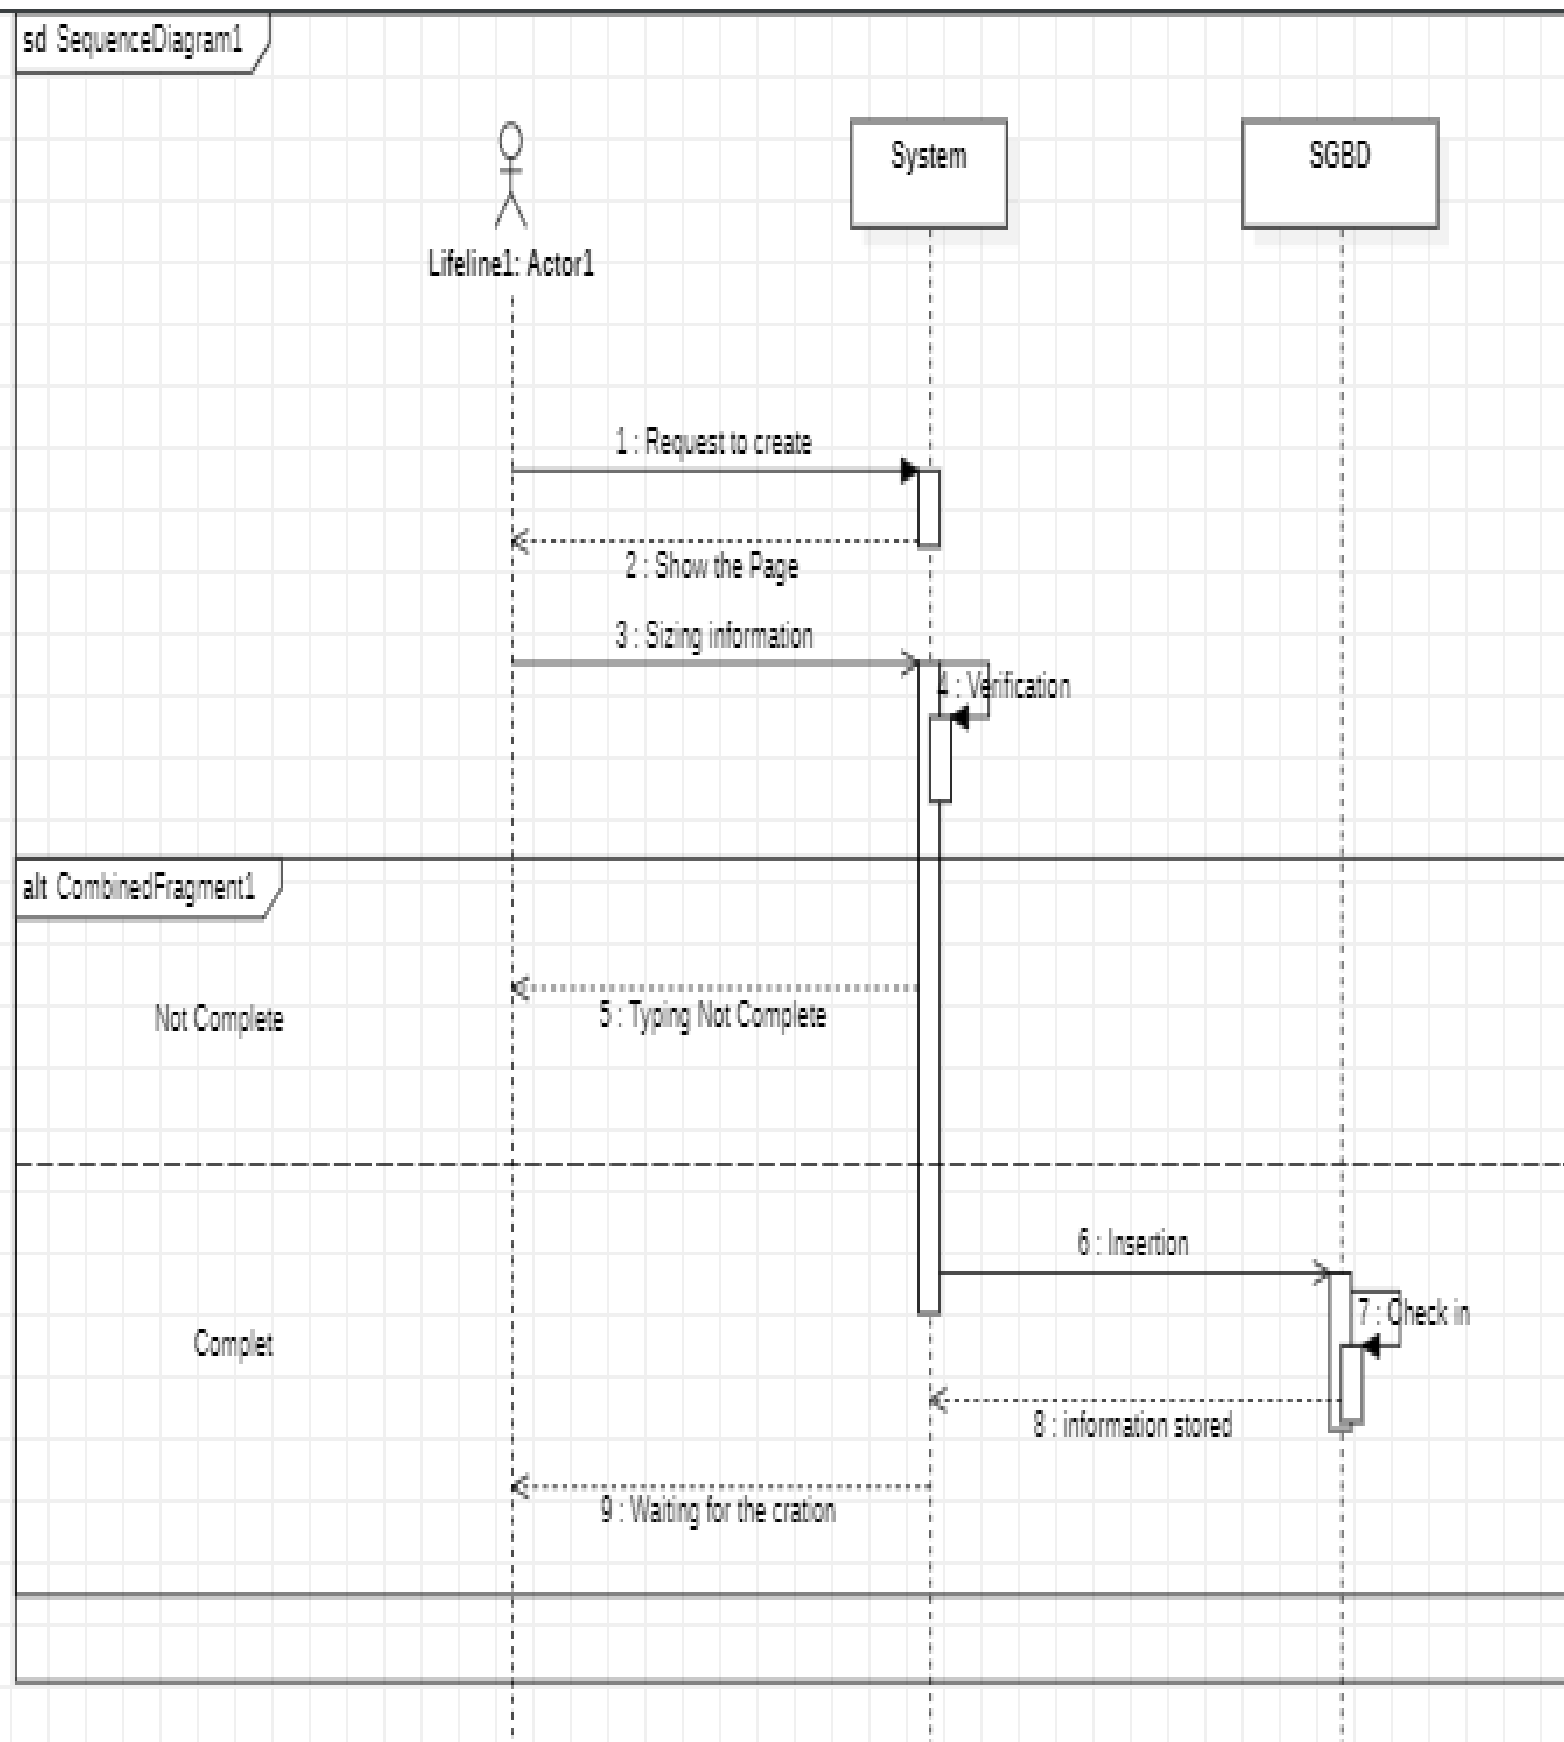 sd SequenceDiagram1
System
SGBD
Lifeline1: Actor1
1 : Request to create
2 : Show the Page
3 : Sizing information
4 : Verification
alt CombinedFragment1
5 : Typing Not Complete
Not Complete
6 : Insertion
7 : Check in
Complet
8 : information stored
9 : Waiting for the cration